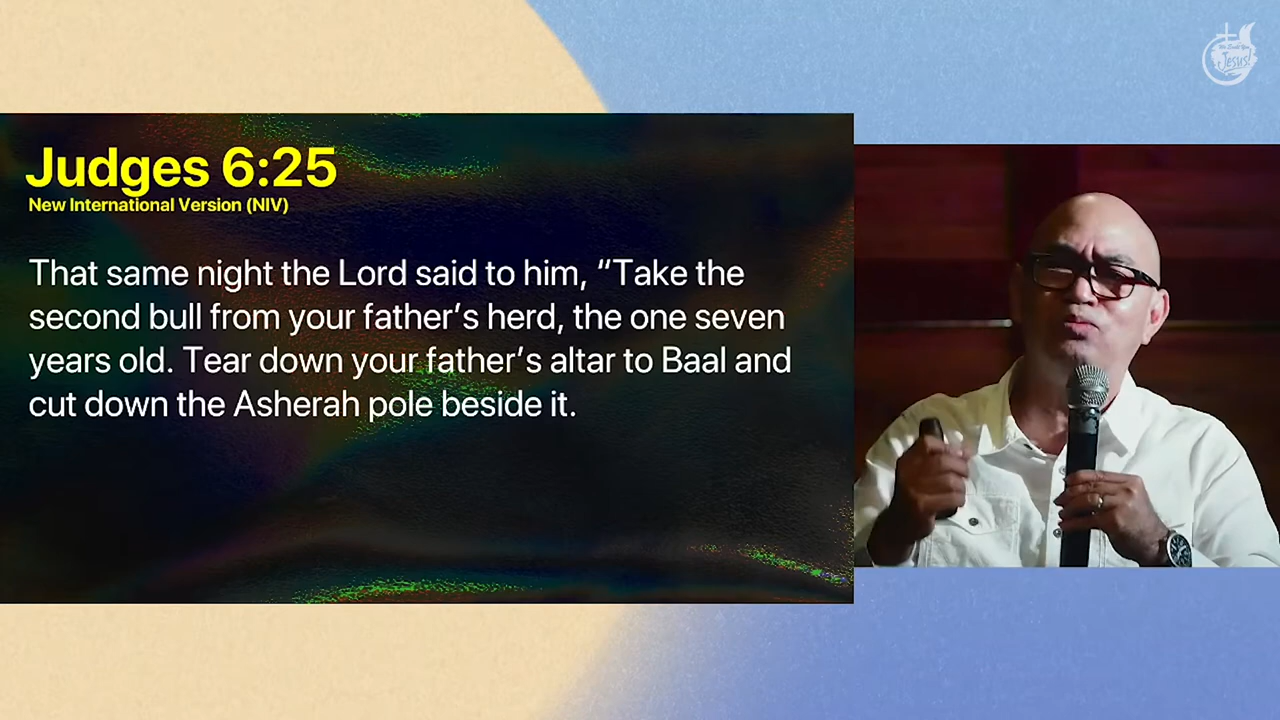 Judges 6:25
New International Version (NIV)
That same night the Lord said to him, “Take the
second bull from your father’s herd, the one seven
years old. Tear down your father’s altar to Baal and
cut down the Asherah pole beside it.
Jesus!